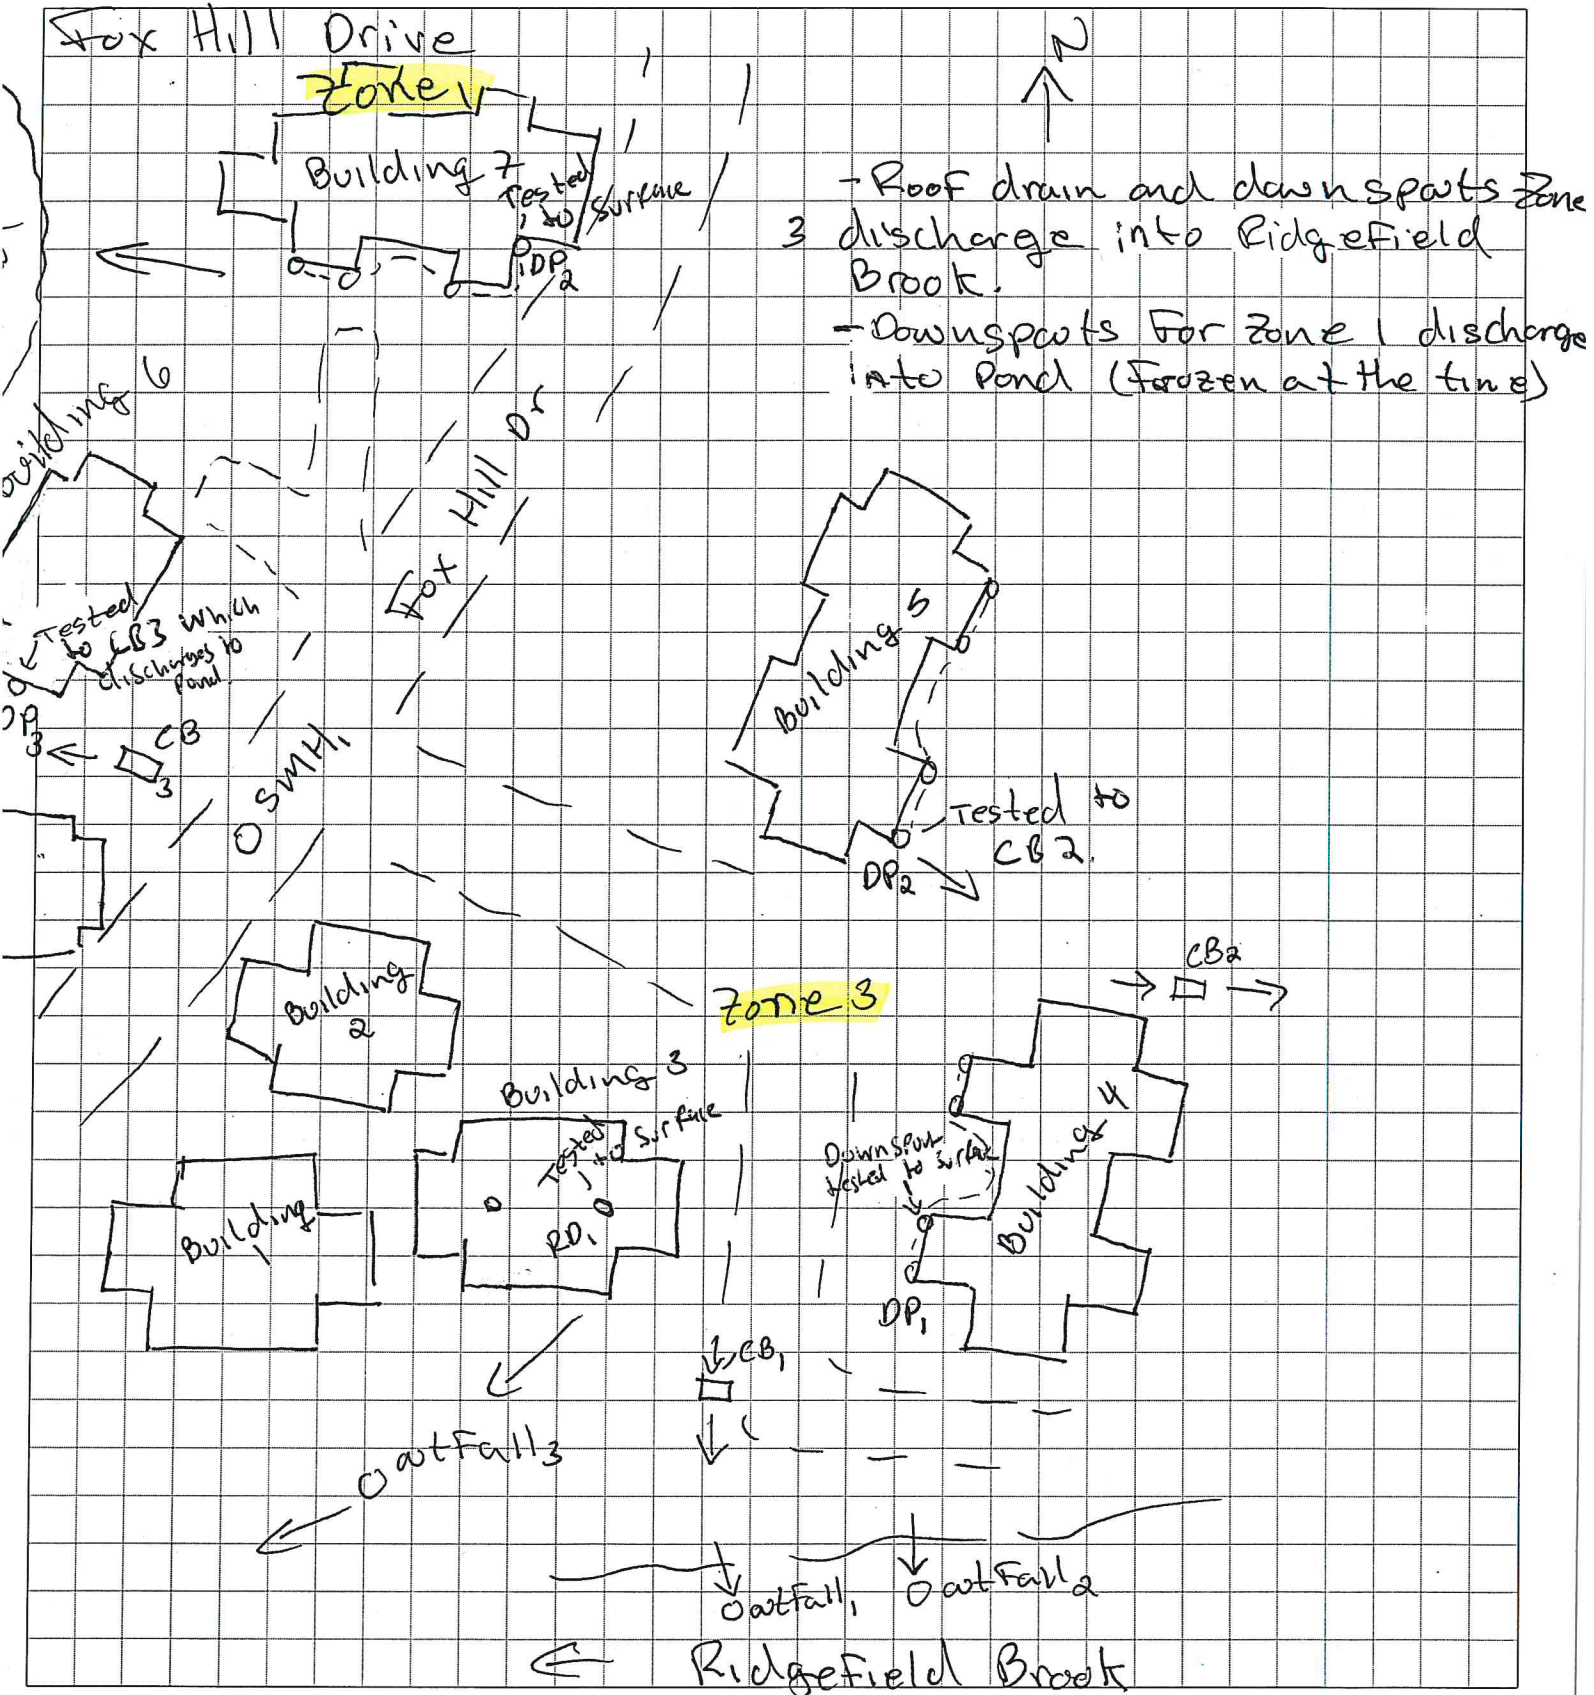 Fox Hill Drive
Zone 1
N
Building 7
Tested
to Surface
DP2
- Roof drain and downspouts Zone
3 discharge into Ridgefield
Brook.
- Downspouts For Zone 1 discharge
into Pond (Frozen at the time)
Building 6
Fox Hill Dr
Tested
to CB3 which
discharges to
Pond.
DP3
CB3
SMH1
Building 5
Tested to
CB2.
DP2
CB2
Building
2
Zone 3
Building 3
Tested
to Surface
RD1
Downspout
tested to surface
Building 4
DP1
Building
1
CB1
outFall3
outFall1
outFall2
Ridgefield Brook